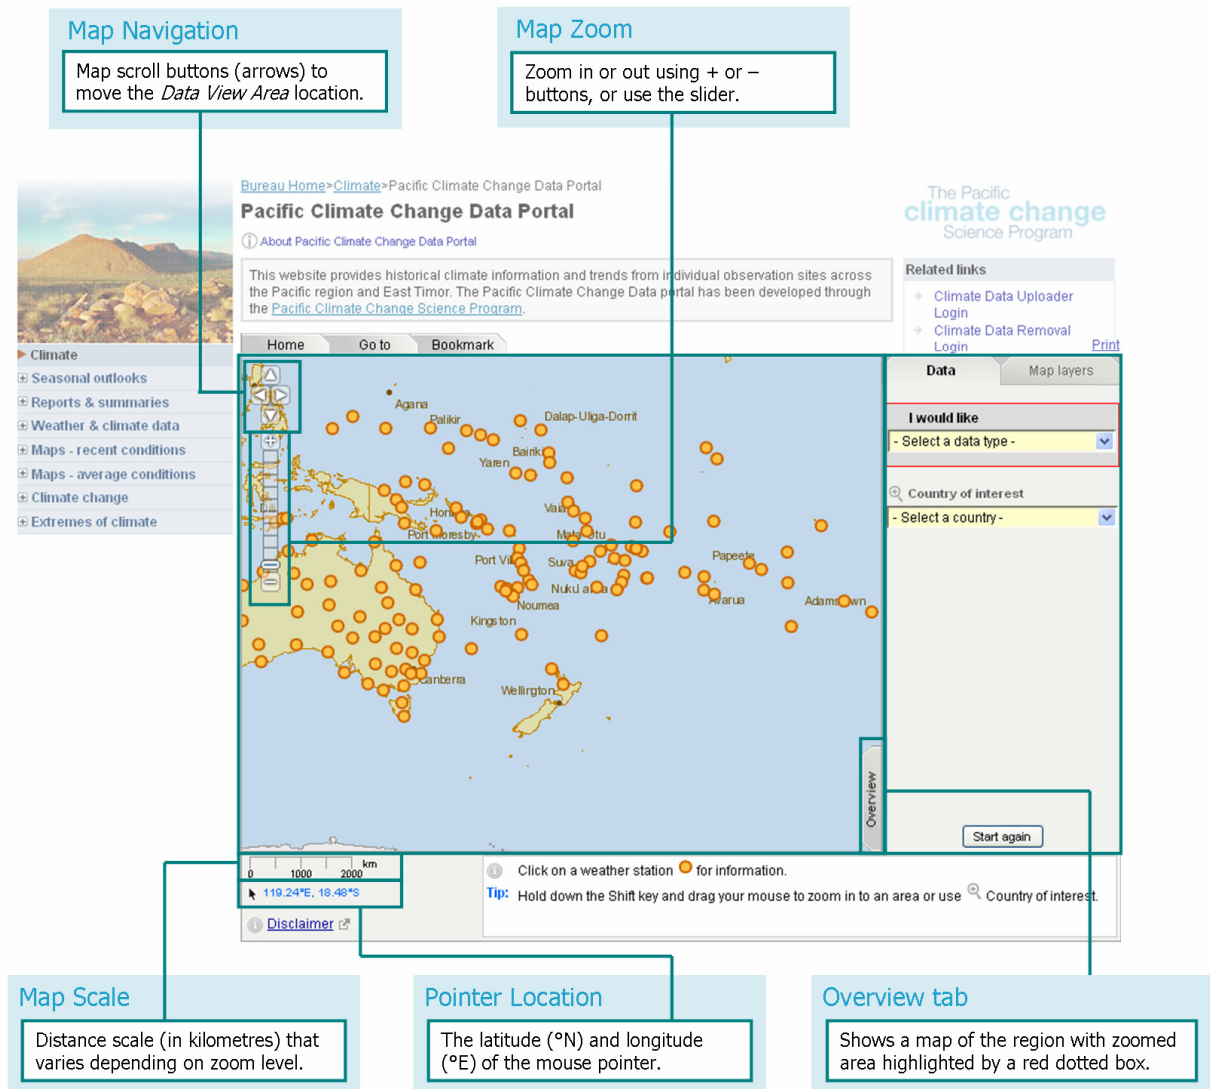 Map Navigation
Map scroll buttons (arrows) to
move the Data View Area location.
Map Zoom
Zoom in or out using + or –
buttons, or use the slider.
Bureau Home>Climate>Pacific Climate Change Data Portal
Pacific Climate Change Data Portal
About Pacific Climate Change Data Portal
The Pacific
climate change
Science Program
This website provides historical climate information and trends from individual observation sites across
the Pacific region and East Timor. The Pacific Climate Change Data portal has been developed through
the Pacific Climate Change Science Program.
Related links
Climate Data Uploader
Login
Climate Data Removal
Login
Print
Home
Go to
Bookmark
Climate
Seasonal outlooks
Reports & summaries
Weather & climate data
Maps - recent conditions
Maps - average conditions
Climate change
Extremes of climate
Agana
Palikir
Dalap-Uliga-Dorrit
Bairiki
Yaren
Port Moresby
Suva
Papeete
Noumea
Kingston
Canberra
Wellington
Data
Map layers
I would like
- Select a data type -
Country of interest
- Select a country -
Overview
Start again
0 1000 2000 km
119.24°E, 18.48°S
Disclaimer
Click on a weather station for information.
Tip: Hold down the Shift key and drag your mouse to zoom in to an area or use Country of interest.
Map Scale
Distance scale (in kilometres) that
varies depending on zoom level.
Pointer Location
The latitude (°N) and longitude
(°E) of the mouse pointer.
Overview tab
Shows a map of the region with zoomed
area highlighted by a red dotted box.